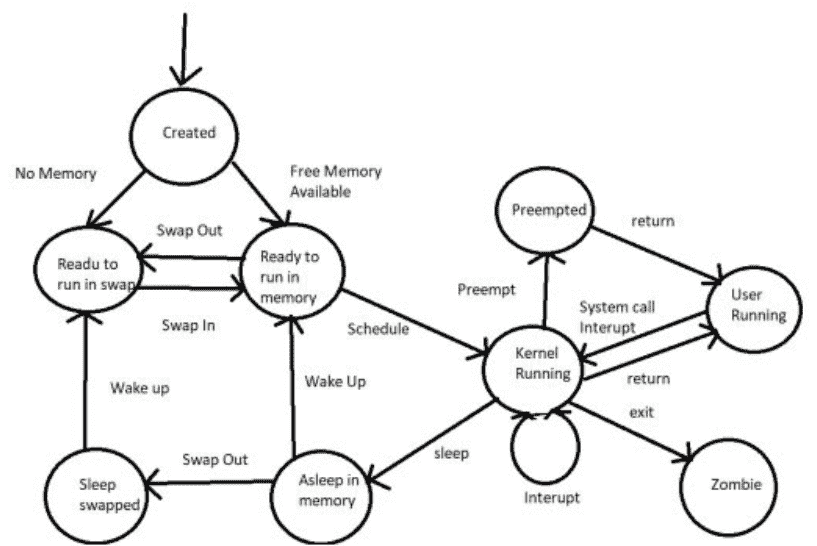 Created
No Memory
Free Memory
Available
Swap Out
Readu to
run in swap
Ready to
run in
memory
Swap In
Schedule
Preempted
return
Preempt
System call
Interupt
User
Running
Kernel
Running
return
exit
Wake up
Wake Up
sleep
Interupt
Swap Out
Sleep
swapped
Asleep in
memory
Zombie